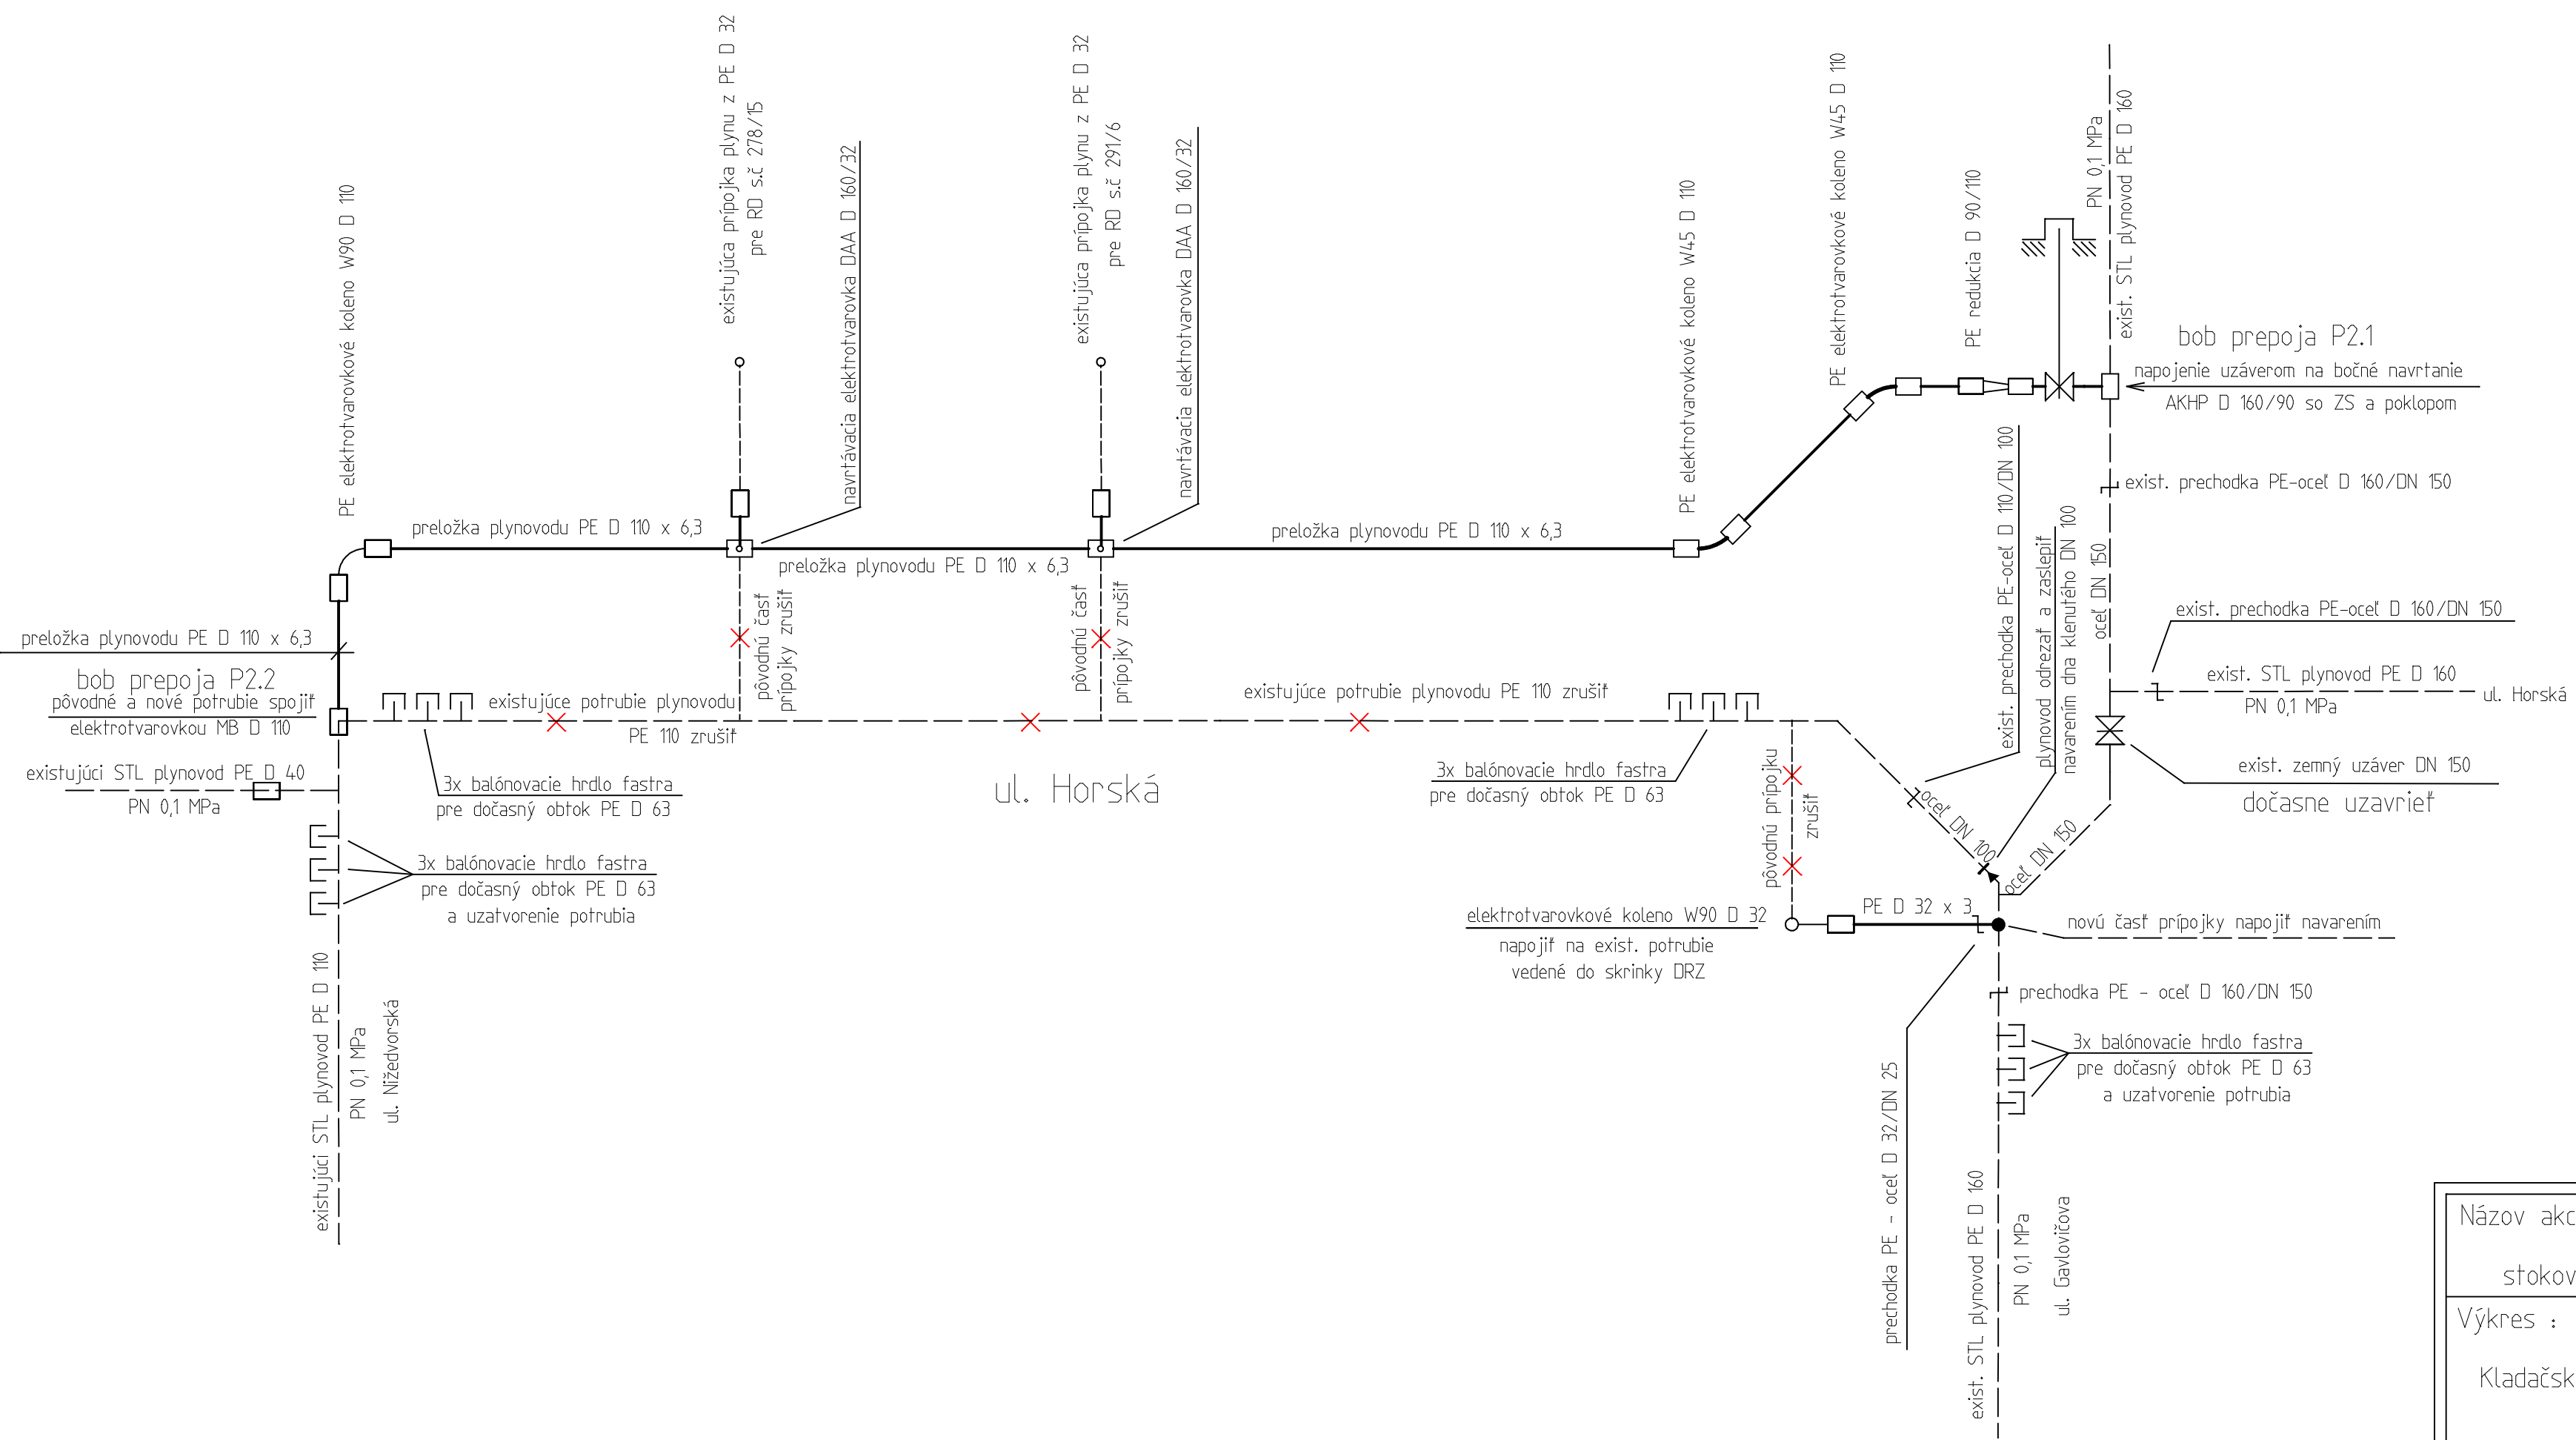 PE elektrotvarovkové koleno W90 D 110
existujúca prípojka plynu z PE D 32
pre RD s.č 278/15
navrtávacia elektrotvarovka DAA D 160/32
existujúca prípojka plynu z PE D 32
pre RD s.č 291/6
navrtávacia elektrotvarovka DAA D 160/32
PE elektrotvarovkové koleno W45 D 110
PE elektrotvarovkové koleno W45 D 110
PE redukcia D 90/110
PN 0,1 MPa
exist. STL plynovod PE D 160
bob prepoja P2.1
napojenie uzáverom na bočné navrtanie
AKHP D 160/90 so ZS a poklopom
exist. prechodka PE-oceľ D 160/DN 150
oceľ DN 150
exist. prechodka PE-oceľ D 160/DN 150
exist. STL plynovod PE D 160
PN 0,1 MPa
ul. Horská
exist. zemný uzáver DN 150
dočasne uzavrieť
preložka plynovodu PE D 110 x 6,3
preložka plynovodu PE D 110 x 6,3
preložka plynovodu PE D 110 x 6,3
preložka plynovodu PE D 110 x 6,3
bob prepoja P2.2
pôvodné a nové potrubie spojiť
elektrotvarovkou MB D 110
existujúce potrubie plynovodu
PE 110 zrušiť
pôvodnú časť
prípojky zrušiť
pôvodnú časť
prípojky zrušiť
existujúce potrubie plynovodu PE 110 zrušiť
exist. prechodka PE-oceľ D 110/DN 100
plynovod odrezať a zaslepiť
navarením dna klenutého DN 100
existujúci STL plynovod PE D 40
PN 0,1 MPa
3x balónovacie hrdlo fastra
pre dočasný obtok PE D 63
ul. Horská
3x balónovacie hrdlo fastra
pre dočasný obtok PE D 63
pôvodnú prípojku
zrušiť
oceľ DN 100
oceľ DN 150
3x balónovacie hrdlo fastra
pre dočasný obtok PE D 63
a uzatvorenie potrubia
elektrotvarovkové koleno W90 D 32
napojiť na exist. potrubie
vedené do skrinky DRZ
PE D 32 x 3
novú časť prípojky napojiť navarením
prechodka PE - oceľ D 160/DN 150
3x balónovacie hrdlo fastra
pre dočasný obtok PE D 63
a uzatvorenie potrubia
existujúci STL plynovod PE D 110
PN 0,1 MPa
ul. Nižedvorská
prechodka PE - oceľ D 32/DN 25
exist. STL plynovod PE D 160
PN 0,1 MPa
ul. Gavlovičova
Názov akc
stokov
Výkres :
Kladačsk